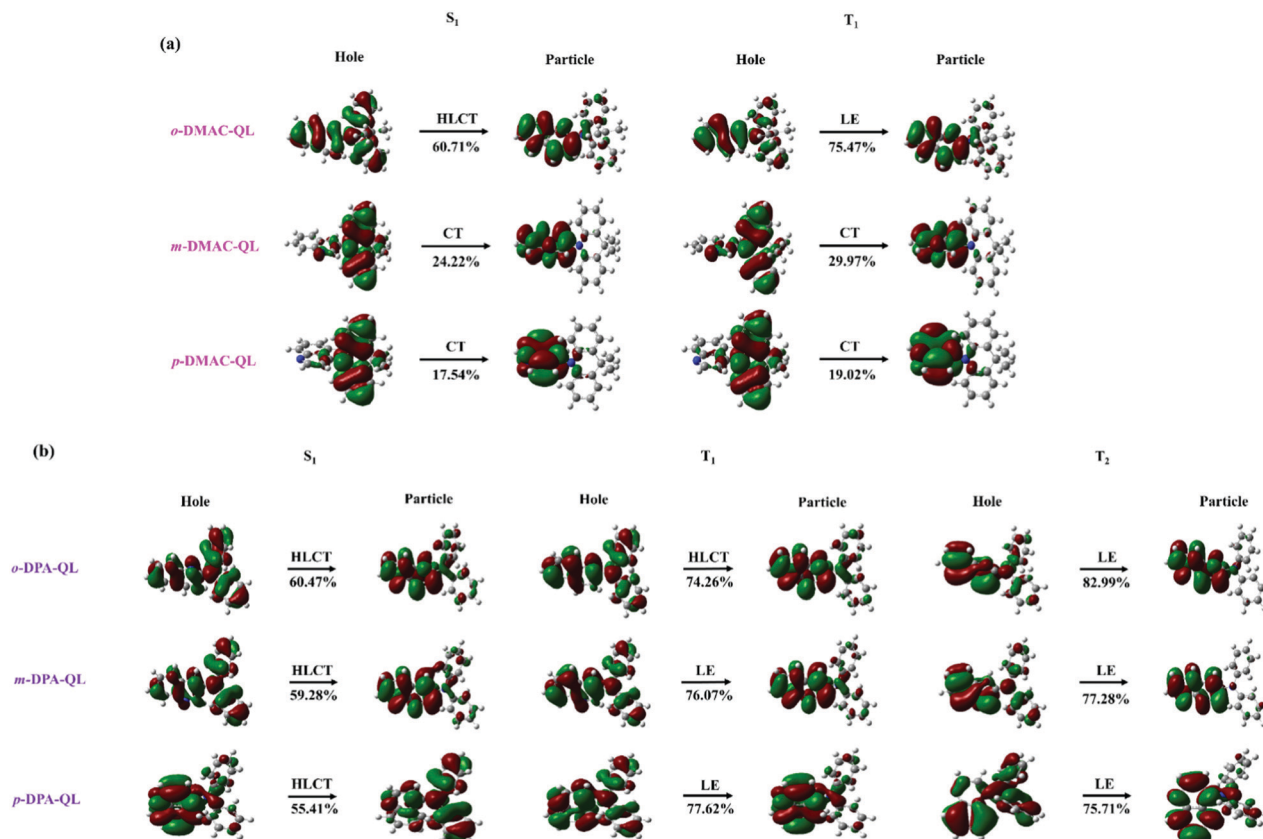 S₁ T₁
(a)
Hole Particle Hole Particle
o-DMAC-QL HLCT 60.71% LE 75.47%
m-DMAC-QL CT 24.22% CT 29.97%
p-DMAC-QL CT 17.54% CT 19.02%
(b)
S₁ T₁ T₂
Hole Particle Hole Particle Hole Particle
o-DPA-QL HLCT 60.47% HLCT 74.26% LE 82.99%
m-DPA-QL HLCT 59.28% LE 76.07% LE 77.28%
p-DPA-QL HLCT 55.41% LE 77.62% LE 75.71%